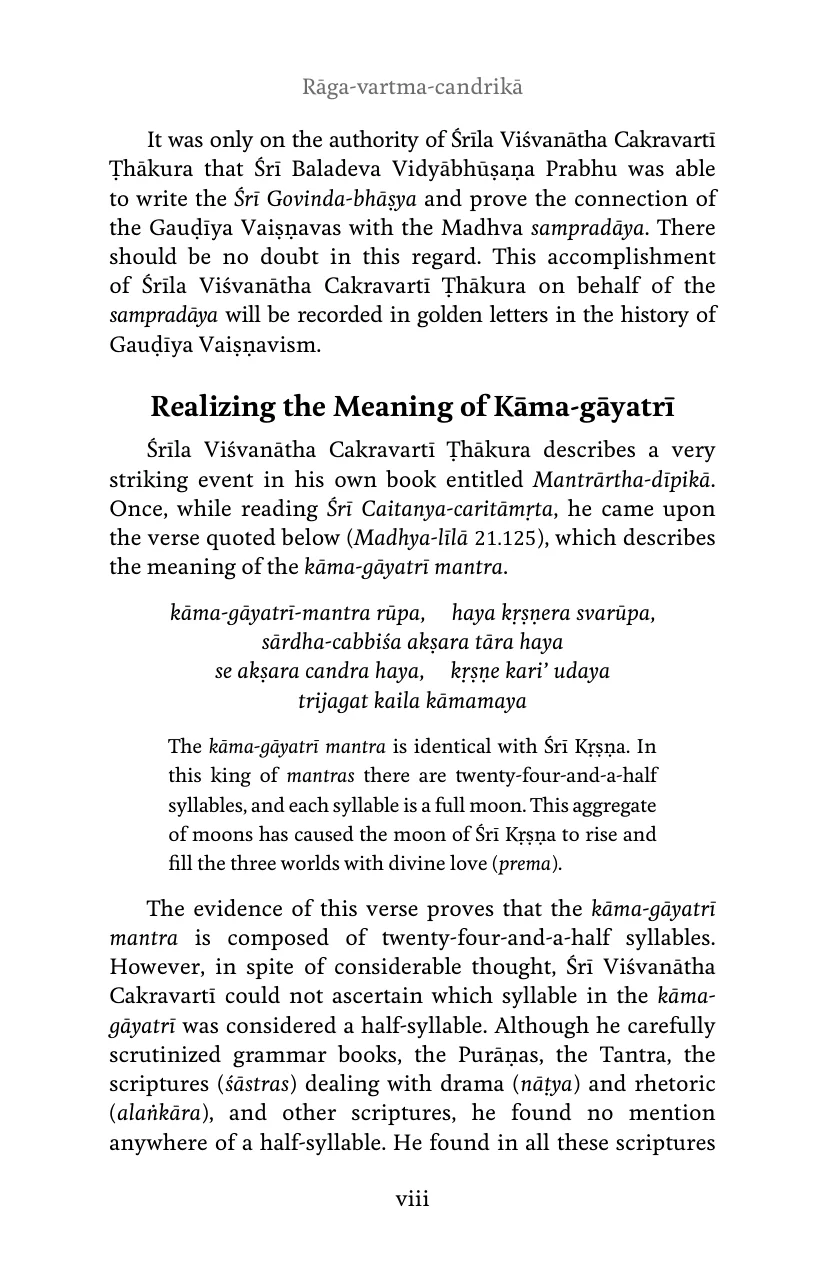 Rāga-vartma-candrikā
It was only on the authority of Śrīla Viśvanātha Cakravartī
Ṭhākura that Śrī Baladeva Vidyābhūṣaṇa Prabhu was able
to write the Śrī Govinda-bhāṣya and prove the connection of
the Gauḍīya Vaiṣṇavas with the Madhva sampradāya. There
should be no doubt in this regard. This accomplishment
of Śrīla Viśvanātha Cakravartī Ṭhākura on behalf of the
sampradāya will be recorded in golden letters in the history of
Gauḍīya Vaiṣṇavism.
Realizing the Meaning of Kāma-gāyatrī
Śrīla Viśvanātha Cakravartī Ṭhākura describes a very
striking event in his own book entitled Mantrārtha-dīpikā.
Once, while reading Śrī Caitanya-caritāmṛta, he came upon
the verse quoted below (Madhya-līlā 21.125), which describes
the meaning of the kāma-gāyatrī mantra.
kāma-gāyatrī-mantra rūpa, haya kṛṣṇera svarūpa,
sārdha-cabbiśa akṣara tāra haya
se akṣara candra haya, kṛṣṇe kari’ udaya
trijagat kaila kāmamaya
The kāma-gāyatrī mantra is identical with Śrī Kṛṣṇa. In
this king of mantras there are twenty-four-and-a-half
syllables, and each syllable is a full moon. This aggregate
of moons has caused the moon of Śrī Kṛṣṇa to rise and
fill the three worlds with divine love (prema).
The evidence of this verse proves that the kāma-gāyatrī
mantra is composed of twenty-four-and-a-half syllables.
However, in spite of considerable thought, Śrī Viśvanātha
Cakravartī could not ascertain which syllable in the kāma-
gāyatrī was considered a half-syllable. Although he carefully
scrutinized grammar books, the Purāṇas, the Tantra, the
scriptures (śāstras) dealing with drama (nāṭya) and rhetoric
(alaṅkāra), and other scriptures, he found no mention
anywhere of a half-syllable. He found in all these scriptures
viii